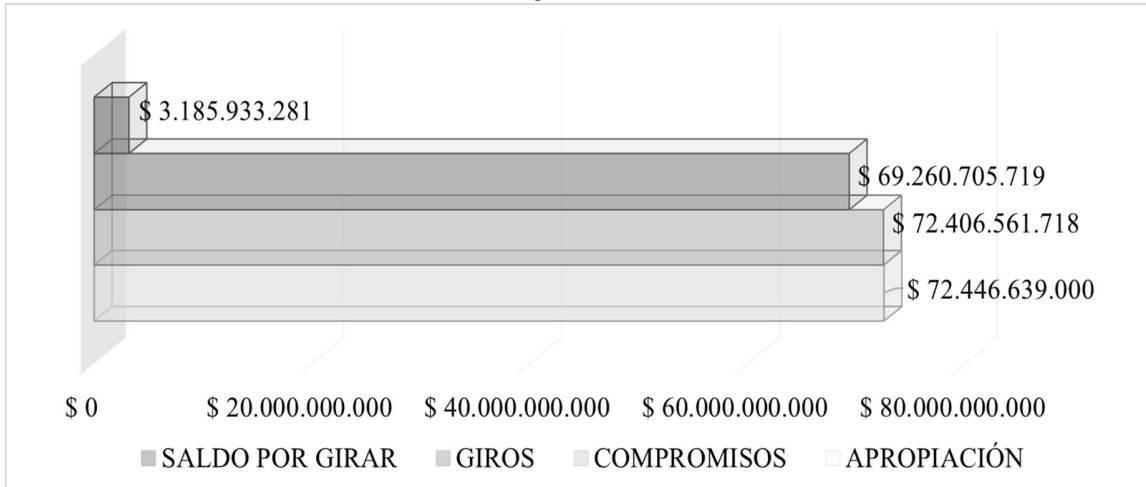 $ 3.185.933.281
$ 69.260.705.719
$ 72.406.561.718
$ 72.446.639.000
$ 0 $ 20.000.000.000 $ 40.000.000.000 $ 60.000.000.000 $ 80.000.000.000
SALDO POR GIRAR GIROS COMPROMISOS APROPIACIÓN